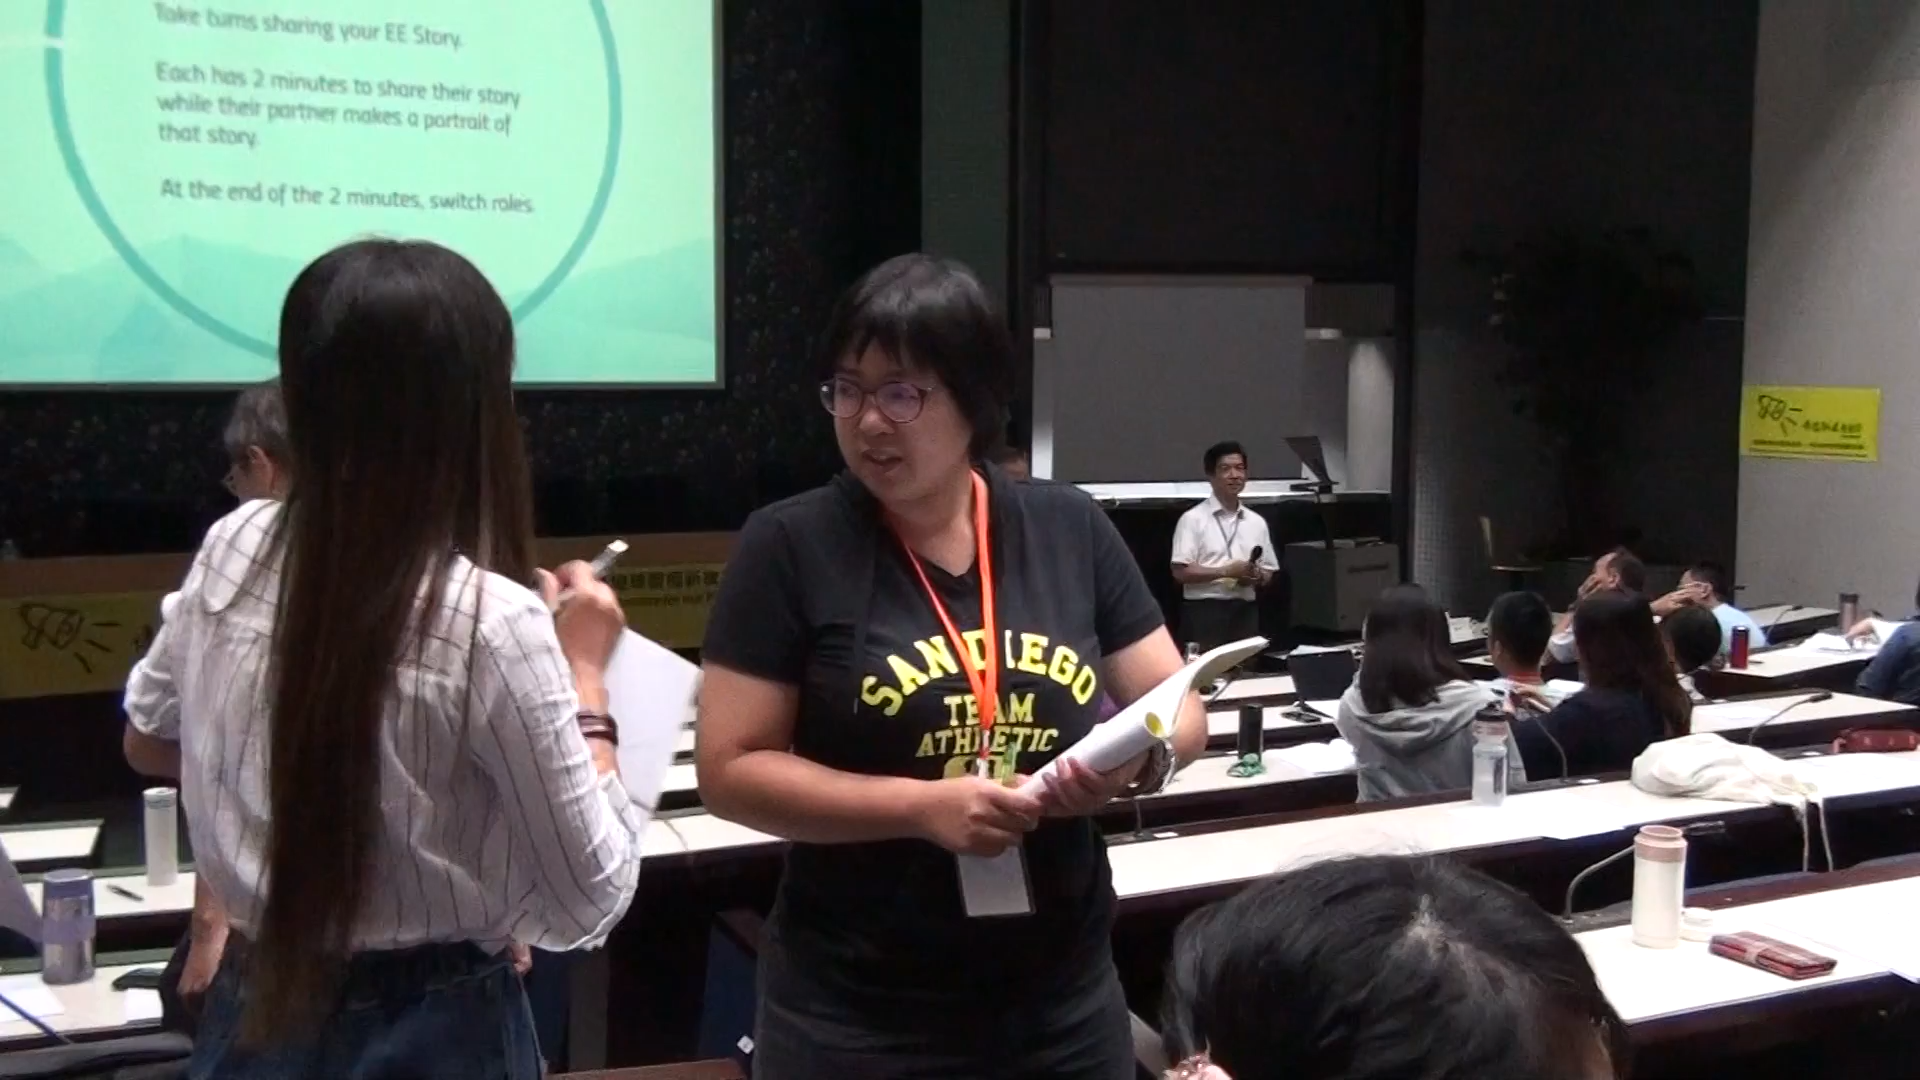 Take turns sharing your EE Story.
Each has 2 minutes to share their story
while their partner makes a portrait of
that story.
At the end of the 2 minutes, switch roles.
SAN DIEGO
TEAM
ATHLETIC